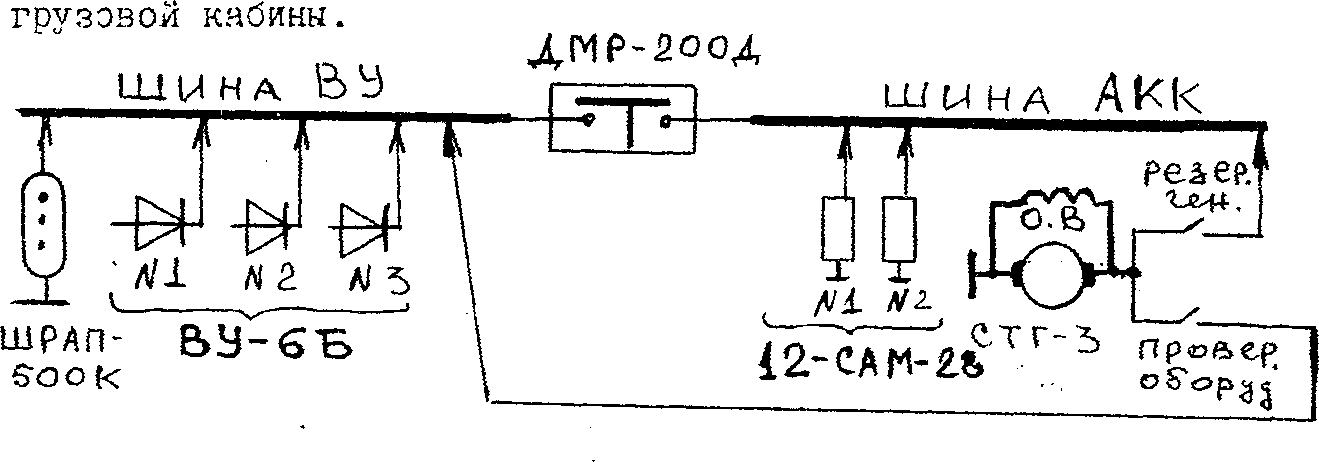 грузовой кабины.
ДМР-200Д
ШИНА ВУ
ШИНА АКК
РЕЗЕР.
ГЕН.
О.В
N1
N2
N3
N1
N2
ШРАП-
500К
ВУ-6Б
12-САМ-28
СТГ-3
ПРОВЕР.
ОБОРУД